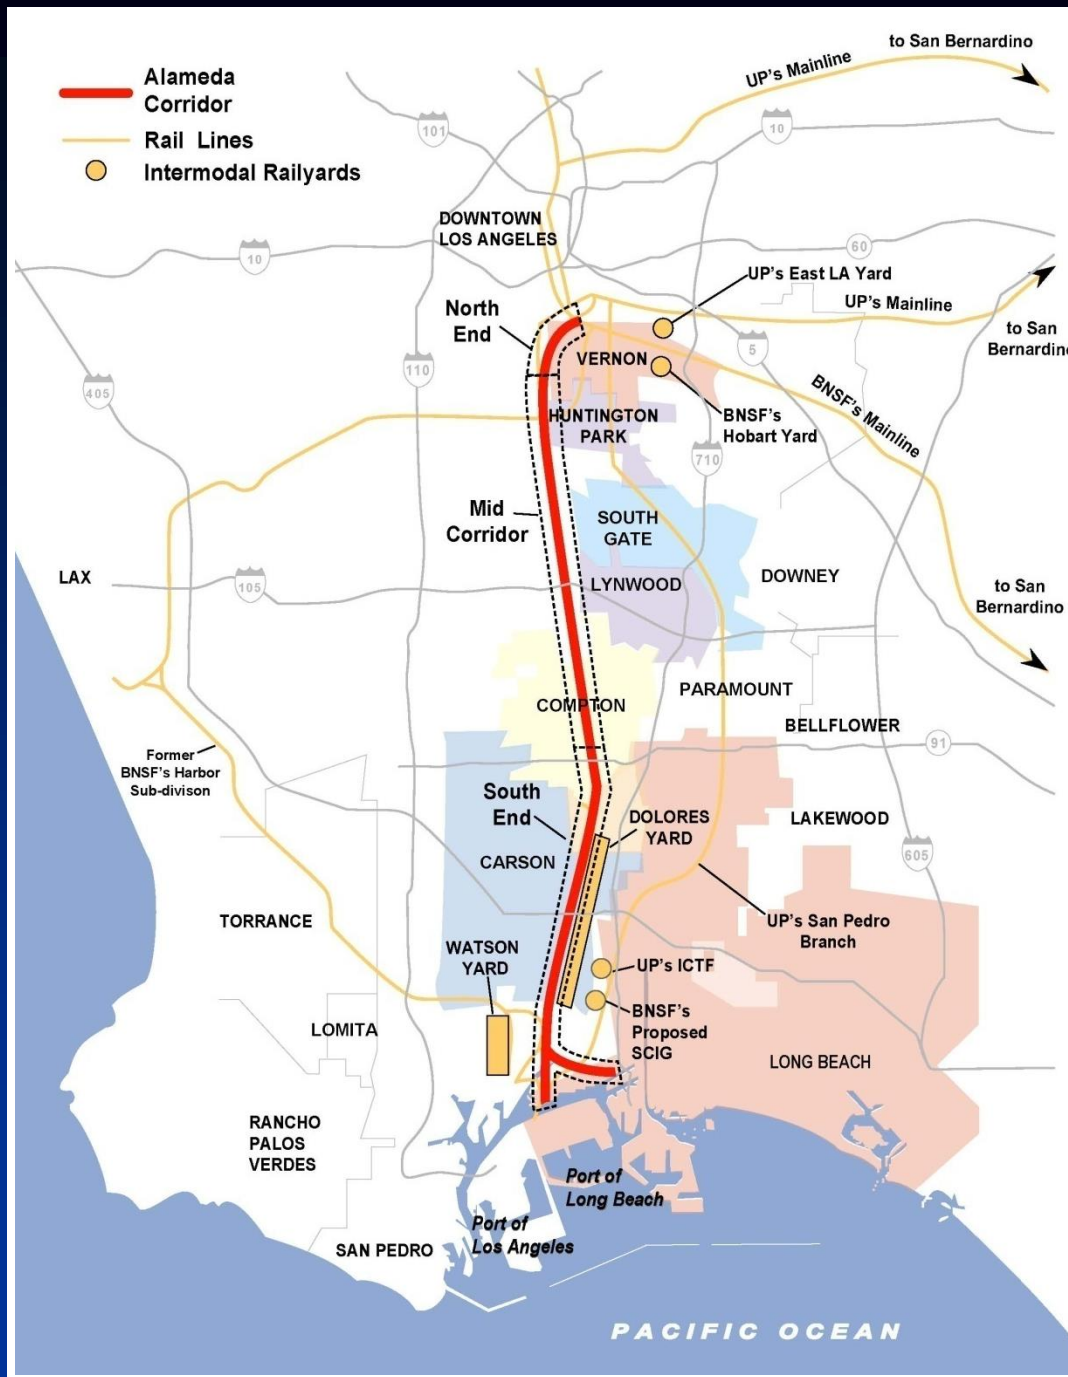 to San Bernardino
UP's Mainline
Alameda
Corridor
Rail Lines
Intermodal Railyards
101
10
DOWNTOWN
LOS ANGELES
10
60
UP's East LA Yard
UP's Mainline
North
End
to San
Bernardino
VERNON
5
110
405
BNSF's Mainline
HUNTINGTON
PARK
BNSF's
Hobart Yard
710
Mid
Corridor
SOUTH
GATE
LAX
105
LYNWOOD
DOWNEY
to San
Bernardino
PARAMOUNT
COMPTON
BELLFLOWER
91
Former
BNSF's Harbor
Sub-divison
South
End
DOLORES
YARD
LAKEWOOD
605
CARSON
TORRANCE
UP's San Pedro
Branch
WATSON
YARD
UP's ICTF
BNSF's
Proposed
SCIG
LOMITA
LONG BEACH
RANCHO
PALOS
VERDES
Port of
Long Beach
Port of
Los Angeles
SAN PEDRO
PACIFIC OCEAN